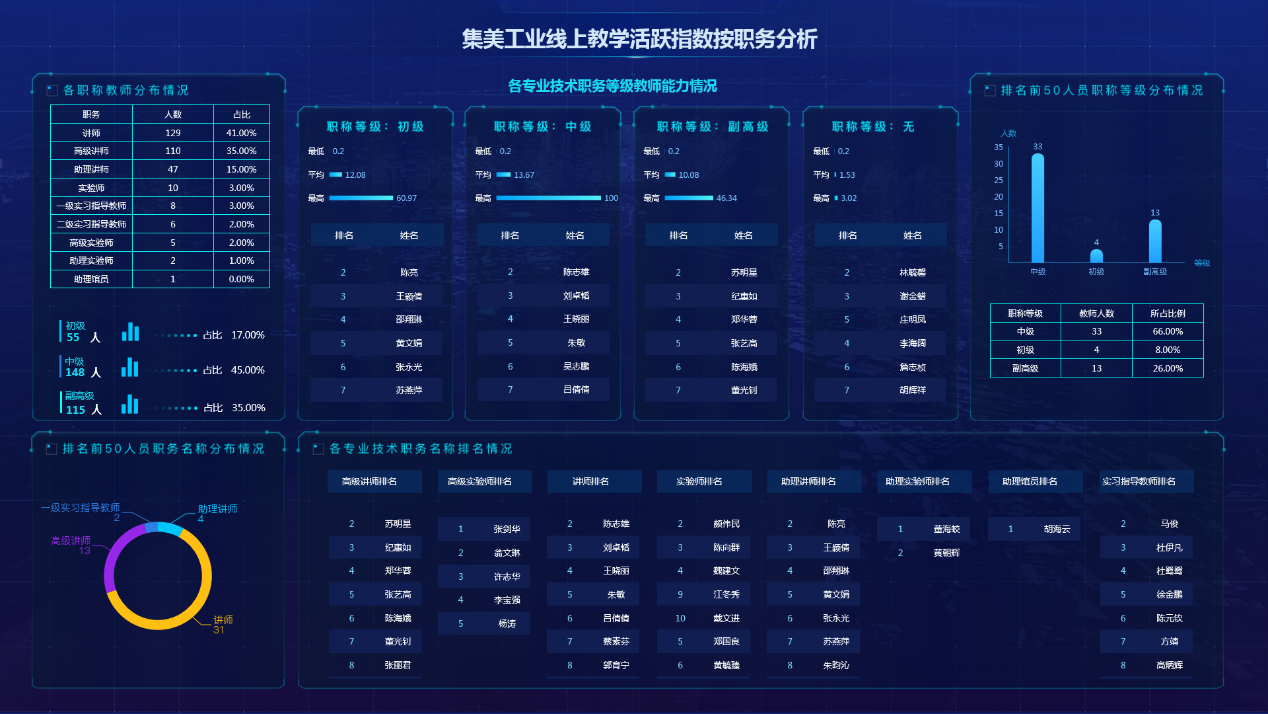 集美工业线上教学活跃指数按职务分析
各职称教师分布情况
职务 人数 占比
讲师 129 41.00%
高级讲师 110 35.00%
助理讲师 47 15.00%
实验师 10 3.00%
一级实习指导教师 8 3.00%
二级实习指导教师 6 2.00%
高级实验师 5 2.00%
助理实验师 2 1.00%
助理馆员 1 0.00%
初级
55 人 占比 17.00%
中级
148 人 占比 45.00%
副高级
115 人 占比 35.00%
各专业技术职务等级教师能力情况
职称等级：初级
最低 0.2
平均 12.08
最高 60.97
排名 姓名
2 陈亮
3 王颖倩
4 邵翔琳
5 黄文娟
6 张永光
7 苏燕萍
职称等级：中级
最低 0.2
平均 13.67
最高 100
排名 姓名
2 陈志雄
3 刘卓韬
4 王晓丽
5 朱敏
6 吴志鹏
7 吕倩倩
职称等级：副高级
最低 0.2
平均 10.08
最高 46.34
排名 姓名
2 苏明星
3 纪惠如
4 郑华蓉
5 张艺高
6 陈海娥
7 董光钊
职称等级：无
最低 0.2
平均 1.53
最高 3.02
排名 姓名
2 林毓馨
3
5 庄明凤
4 李海阔
6 詹志桢
7 胡辉祥
排名前50人员职称等级分布情况
人数
35
30
25
20
15
10
5
33
4
13
中级 初级 副高级
等级
职称等级 教师人数 所占比例
中级 33 66.00%
初级 4 8.00%
副高级 13 26.00%
排名前50人员职务名称分布情况
一级实习指导教师
2
助理讲师
4
高级讲师
13
讲师
31
各专业技术职务名称排名情况
高级讲师排名
2 苏明星
3 纪惠如
4 郑华蓉
5 张艺高
6 陈海娥
7 董光钊
8 张丽君
高级实验师排名
1 张剑华
2 翁文琳
3 许志华
4 李宝强
5 杨涛
讲师排名
2 陈志雄
3 刘卓韬
4 王晓丽
5 朱敏
6 吕倩倩
7 蔡素芬
8 郭育宁
实验师排名
2 颜伟民
3 陈向群
4 魏建文
9 江冬秀
10 戴文进
5 郑国良
6 黄毓臻
助理讲师排名
2 陈亮
3 王颖倩
4 邵翔琳
5 黄文娟
6 张永光
7 苏燕萍
8 朱昀沁
助理实验师排名
1 董海蛟
2 黄朝辉
助理馆员排名
1 胡海云
实习指导教师排名
2 马俊
3 杜伊凡
4 杜鹭鹭
5 徐金鹏
6 陈元钦
7 方靖
8 高炳辉